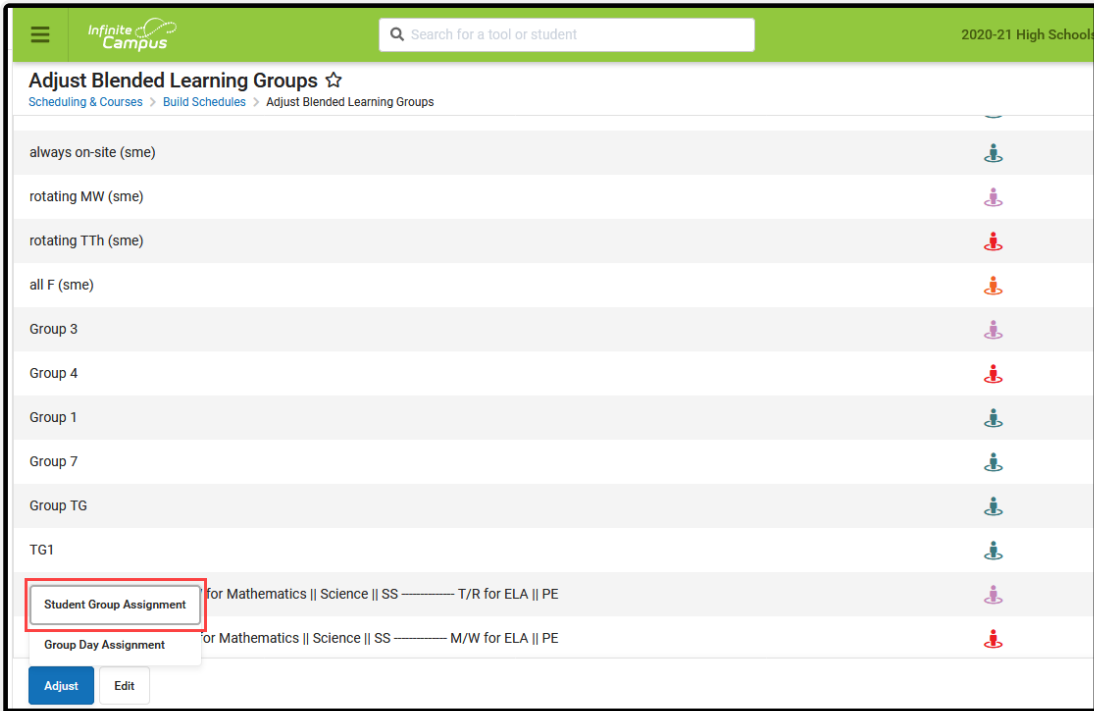 Infinite Campus
Search for a tool or student
2020-21 High Schools
Adjust Blended Learning Groups
Scheduling & Courses > Build Schedules > Adjust Blended Learning Groups
always on-site (sme)
rotating MW (sme)
rotating TTh (sme)
all F (sme)
Group 3
Group 4
Group 1
Group 7
Group TG
TG1
Student Group Assignment
for Mathematics || Science || SS -------------- T/R for ELA || PE
Group Day Assignment
for Mathematics || Science || SS -------------- M/W for ELA || PE
Adjust
Edit